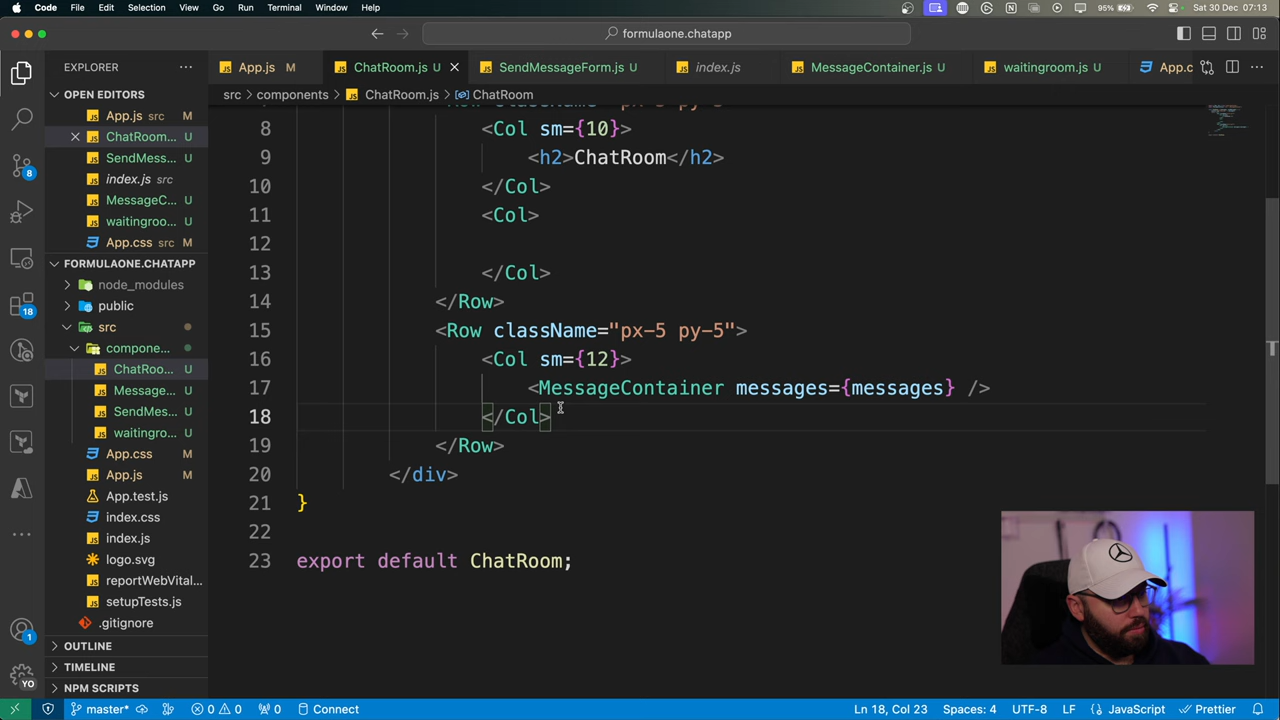 Code File Edit Selection View Go Run Terminal Window Help 95% Sat 30 Dec 07:13
formulaone.chatapp
EXPLORER
App.js M ChatRoom.js U SendMessageForm.js U index.js MessageContainer.js U waitingroom.js U App.c
src components ChatRoom.js ChatRoom
OPEN EDITORS
App.js src M
ChatRoom... U
SendMess... U
index.js src
MessageC... U
waitingroo... U
App.css src M
FORMULAONE.CHATAPP
node_modules
public
src
compone...
ChatRoo... U
Message... U
SendMes... U
waitingro... U
App.css M
App.js M
App.test.js
index.css
index.js
logo.svg
reportWebVital...
setupTests.js
.gitignore
OUTLINE
TIMELINE
NPM SCRIPTS
8
18
1
YO
8 <Col sm={10}>
9 <h2>ChatRoom</h2>
10 </Col>
11 <Col>
12
13 </Col>
14 </Row>
15 <Row className="px-5 py-5">
16 <Col sm={12}>
17 <MessageContainer messages={messages} />
18 </Col>
19 </Row>
20 </div>
21 }
22
23 export default ChatRoom;
master* 0 0 0 Connect Ln 18, Col 23 Spaces: 4 UTF-8 LF {} JavaScript Prettier